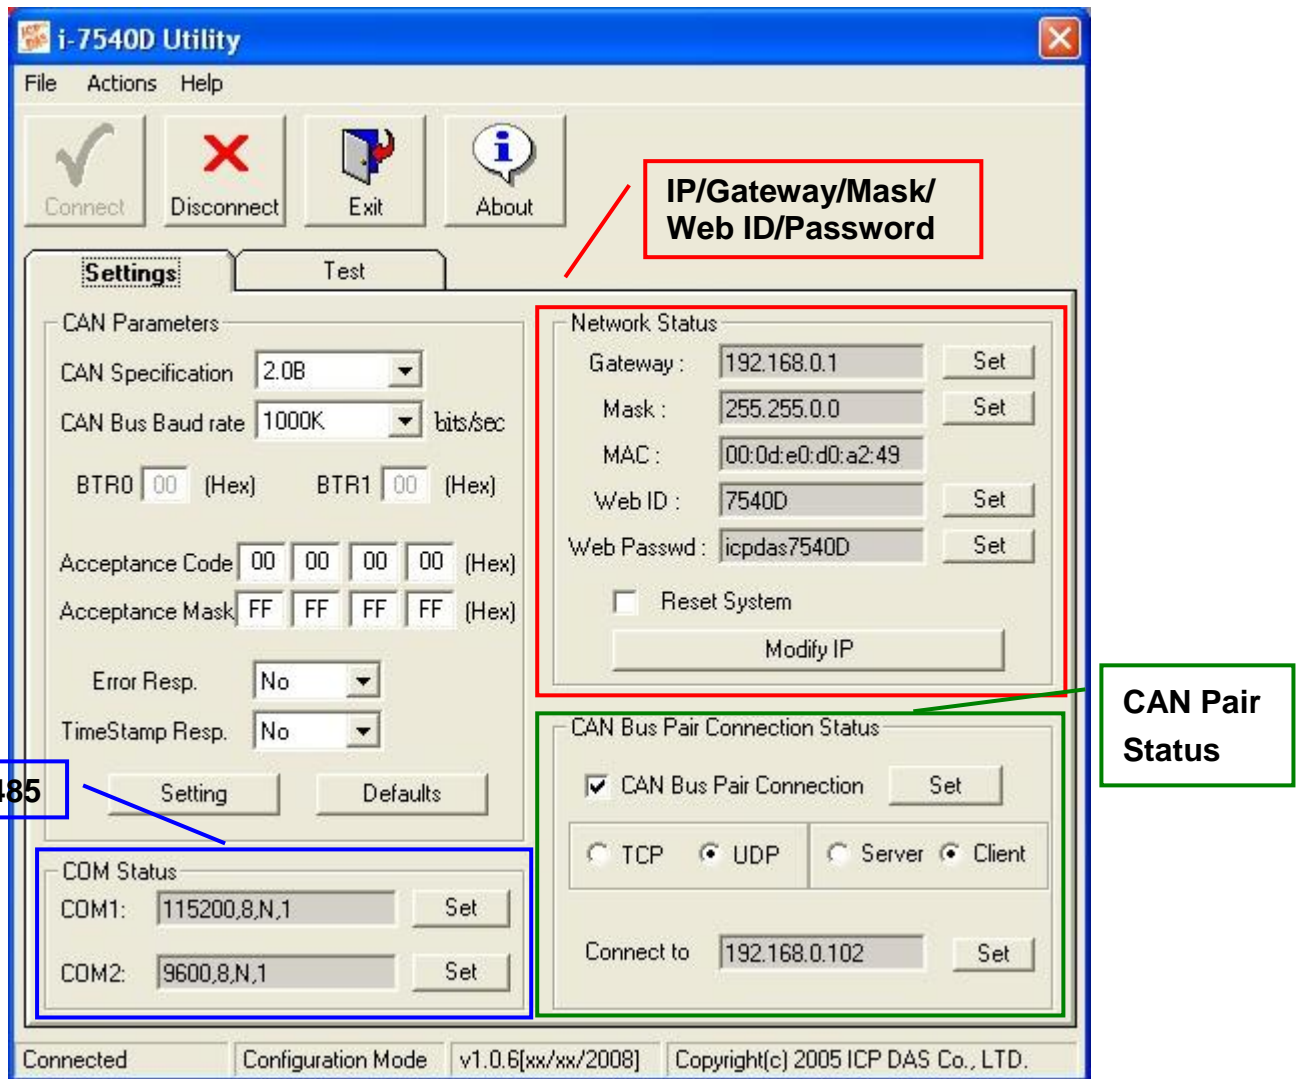 i-7540D Utility
File Actions Help
Connect Disconnect Exit About
IP/Gateway/Mask/
Web ID/Password
Settings Test
CAN Parameters
CAN Specification 2.0B
CAN Bus Baud rate 1000K bits/sec
BTR0 00 (Hex) BTR1 00 (Hex)
Acceptance Code 00 00 00 00 (Hex)
Acceptance Mask FF FF FF FF (Hex)
Error Resp. No
TimeStamp Resp. No
Setting Defaults
485
COM Status
COM1: 115200,8,N,1 Set
COM2: 9600,8,N,1 Set
Network Status
Gateway : 192.168.0.1 Set
Mask : 255.255.0.0 Set
MAC : 00:0d:e0:d0:a2:49
Web ID : 7540D Set
Web Passwd : icpdas7540D Set
Reset System
Modify IP
CAN Pair
Status
CAN Bus Pair Connection Status
CAN Bus Pair Connection Set
TCP UDP Server Client
Connect to 192.168.0.102 Set
Connected Configuration Mode v1.0.6[xx/xx/2008] Copyright(c) 2005 ICP DAS Co., LTD.